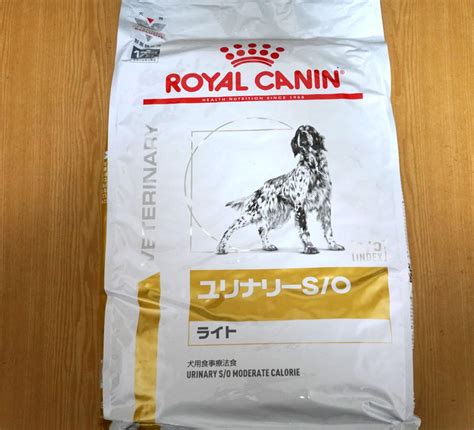 ROYAL CANIN
HEALTH NUTRITION SINCE 1968
VETERINARY
S/O
LINDEX
ユリナリーS/O
ライト
犬用食事療法食
URINARY S/O MODERATE CALORIE